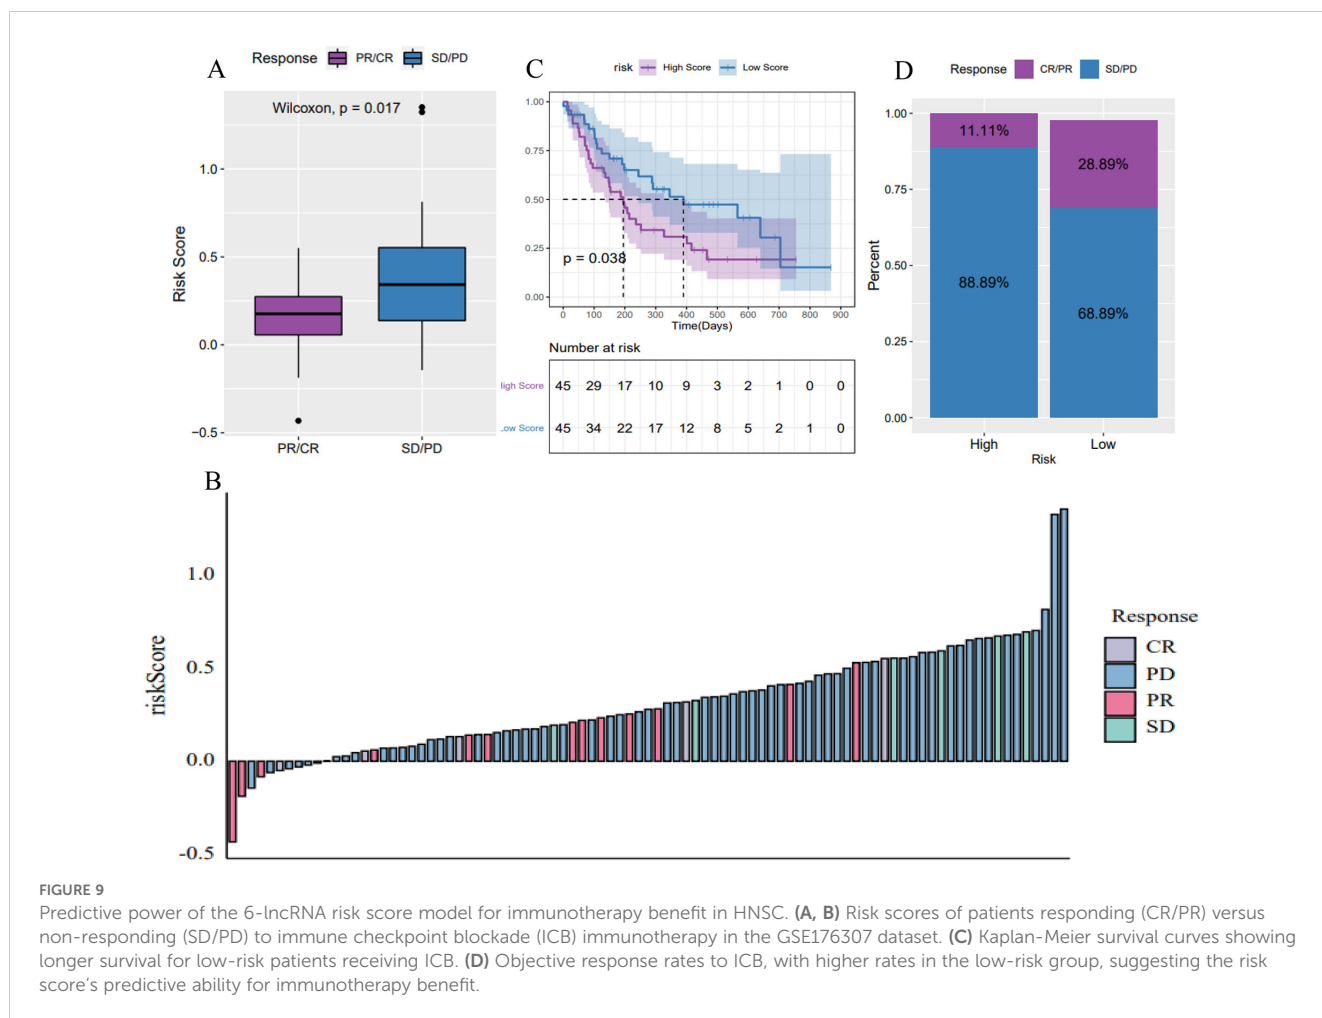 A
Response PR/CR SD/PD
Wilcoxon, p = 0.017
Risk Score
1.0
0.5
0.0
−0.5
PR/CR SD/PD
C
risk High Score Low Score
1.00
0.75
0.50
0.25
0.00
p = 0.038
0 100 200 300 400 500 600 700 800 900
Time(Days)
Number at risk
High Score 45 29 17 10 9 3 2 1 0 0
Low Score 45 34 22 17 12 8 5 2 1 0
D
Response CR/PR SD/PD
Percent
1.00
0.75
0.50
0.25
0.00
11.11%
28.89%
88.89%
68.89%
High Low
Risk
B
riskScore
1.0
0.5
0.0
-0.5
Response
CR
PD
PR
SD
FIGURE 9
Predictive power of the 6-lncRNA risk score model for immunotherapy benefit in HNSC. (A, B) Risk scores of patients responding (CR/PR) versus
non-responding (SD/PD) to immune checkpoint blockade (ICB) immunotherapy in the GSE176307 dataset. (C) Kaplan-Meier survival curves showing
longer survival for low-risk patients receiving ICB. (D) Objective response rates to ICB, with higher rates in the low-risk group, suggesting the risk
score's predictive ability for immunotherapy benefit.